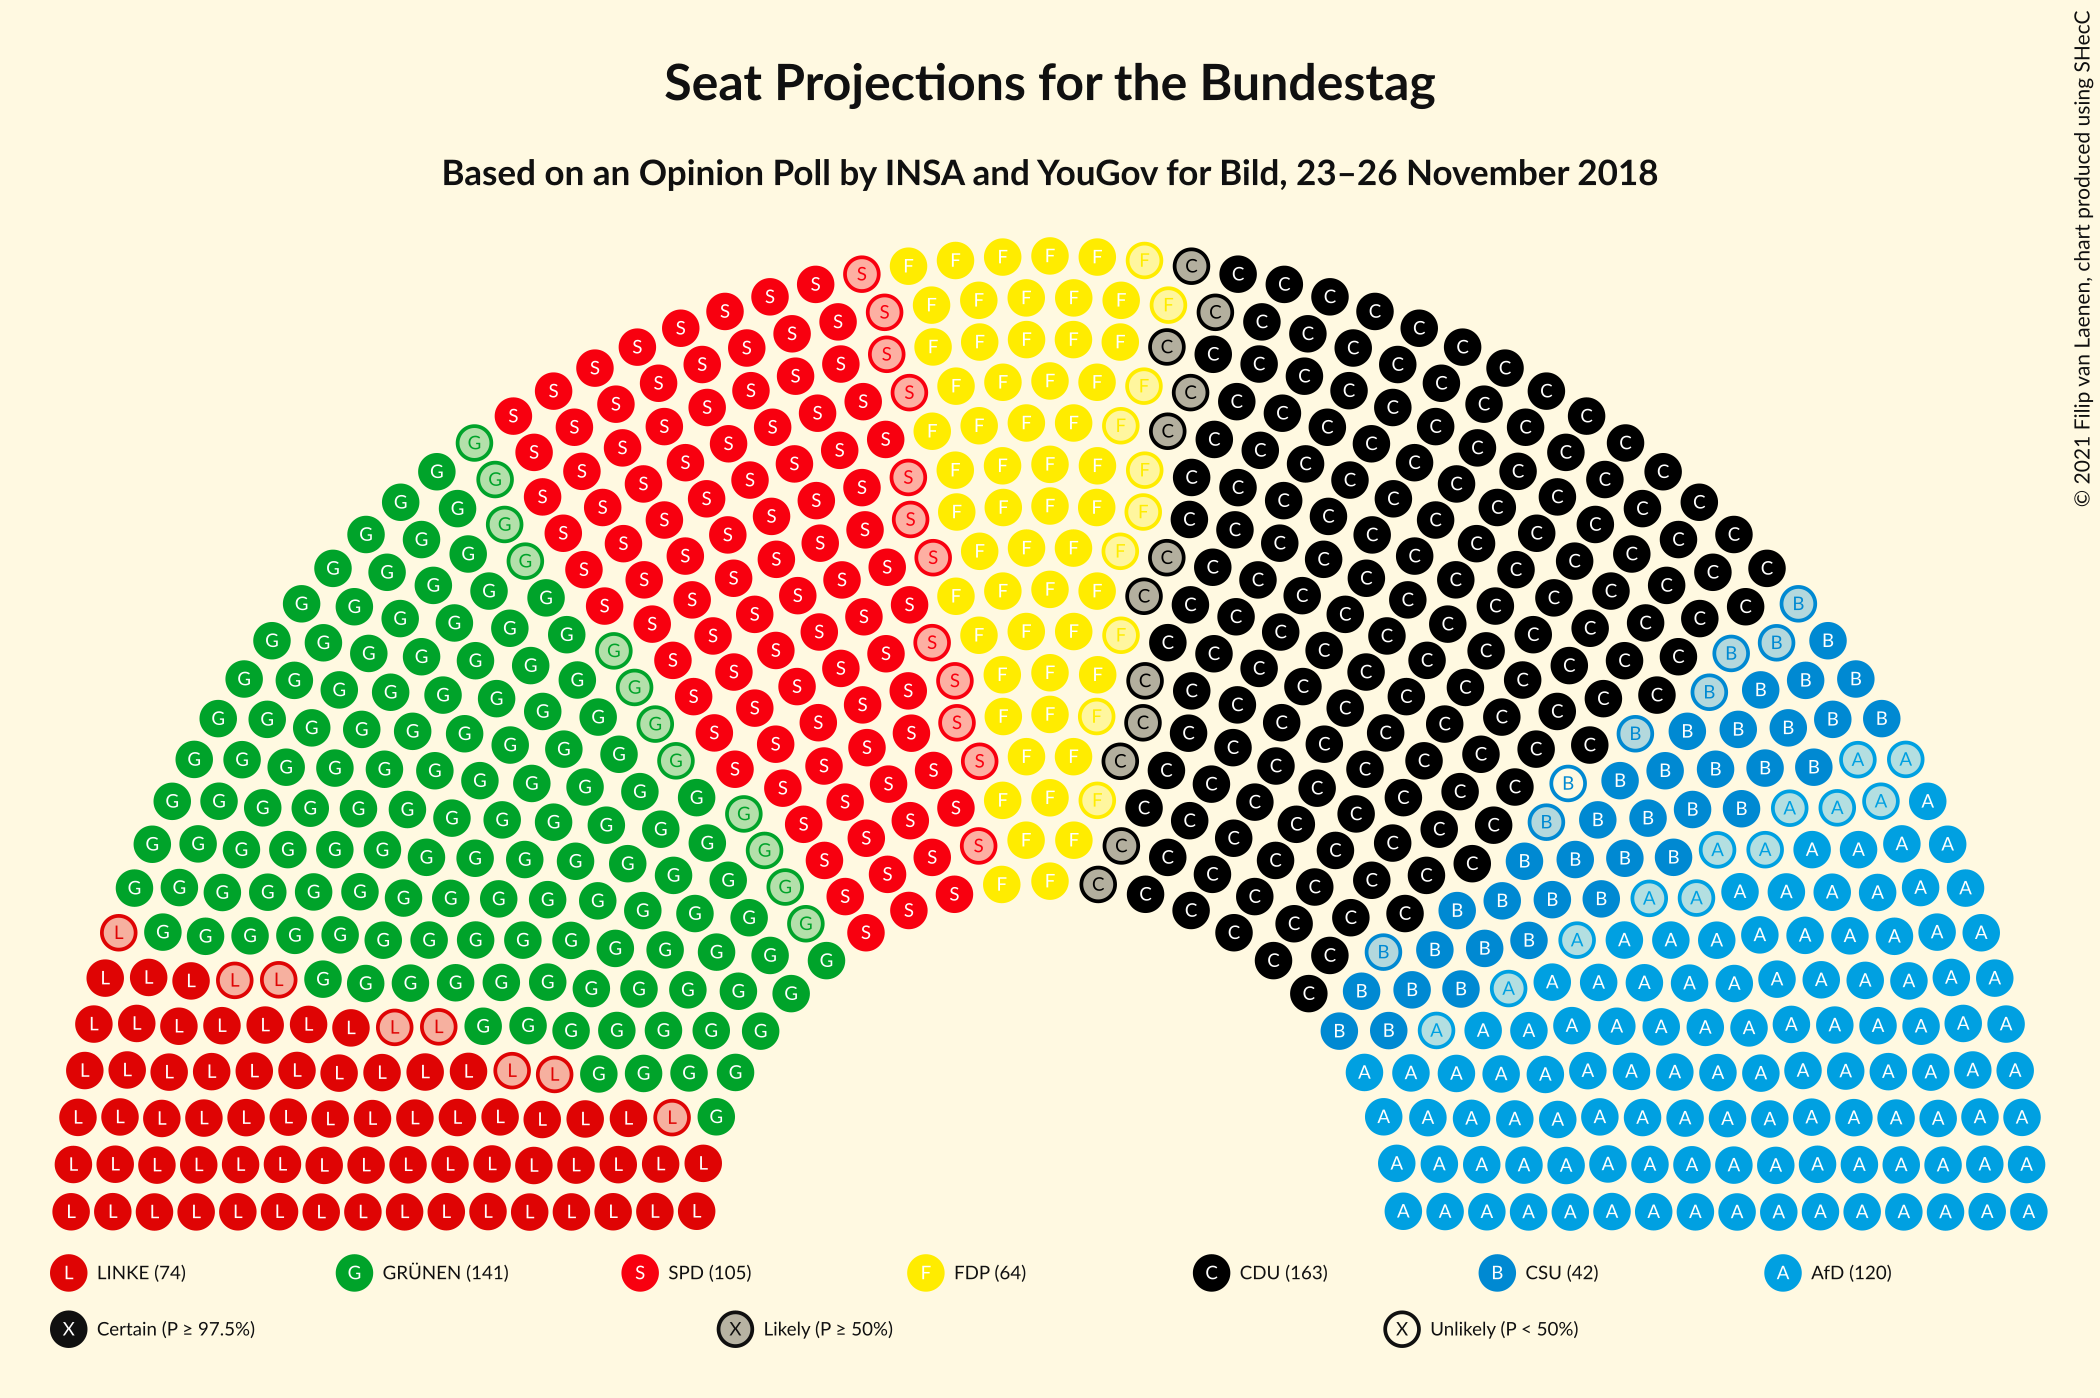 Seat Projections for the Bundestag
Based on an Opinion Poll by INSA and YouGov for Bild, 23–26 November 2018
© 2021 Filip van Laenen, chart produced using SHecC
L LINKE (74) G GRÜNEN (141) S SPD (105) F FDP (64) C CDU (163) B CSU (42) A AfD (120)
X Certain (P ≥ 97.5%) X Likely (P ≥ 50%) X Unlikely (P < 50%)